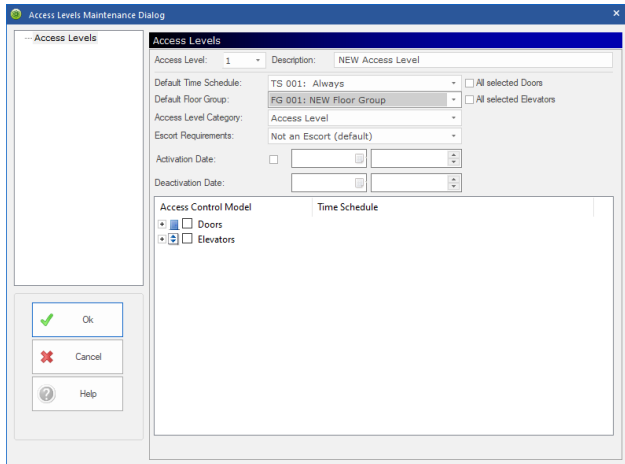 Access Levels Maintenance Dialog
Access Levels
Access Levels
Access Level: 1 Description: NEW Access Level
Default Time Schedule: TS 001: Always All selected Doors
Default Floor Group: FG 001: NEW Floor Group All selected Elevators
Access Level Category: Access Level
Escort Requirements: Not an Escort (default)
Activation Date:
Deactivation Date:
Access Control Model Time Schedule
Doors
Elevators
Ok
Cancel
Help